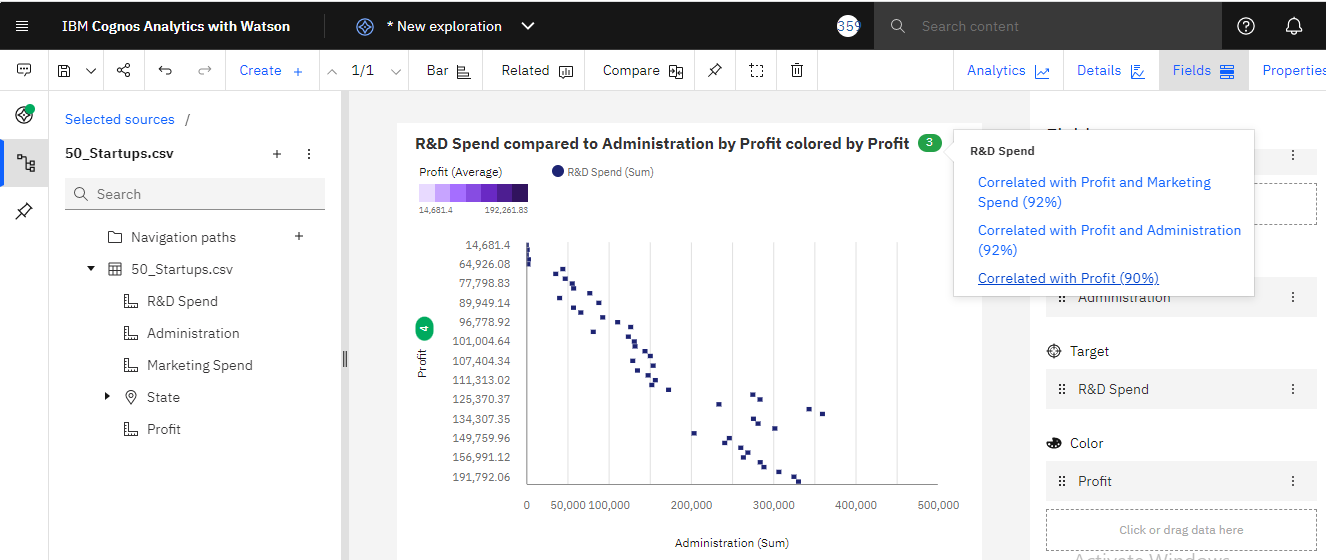 IBM Cognos Analytics with Watson
* New exploration
359
Search content
Create +
1/1
Bar
Related
Compare
Analytics
Details
Fields
Properties
Selected sources /
50_Startups.csv
Search
Navigation paths
50_Startups.csv
R&D Spend
Administration
Marketing Spend
State
Profit
R&D Spend compared to Administration by Profit colored by Profit
3
Profit (Average)
R&D Spend (Sum)
14,681.4
192,261.83
14,681.4
64,926.08
77,798.83
89,949.14
96,778.92
101,004.64
107,404.34
111,313.02
125,370.37
134,307.35
149,759.96
156,991.12
191,792.06
4
Profit
0
50,000
100,000
200,000
300,000
400,000
500,000
Administration (Sum)
R&D Spend
Correlated with Profit and Marketing
Spend (92%)
Correlated with Profit and Administration
(92%)
Correlated with Profit (90%)
Administration
Target
R&D Spend
Color
Profit
Click or drag data here